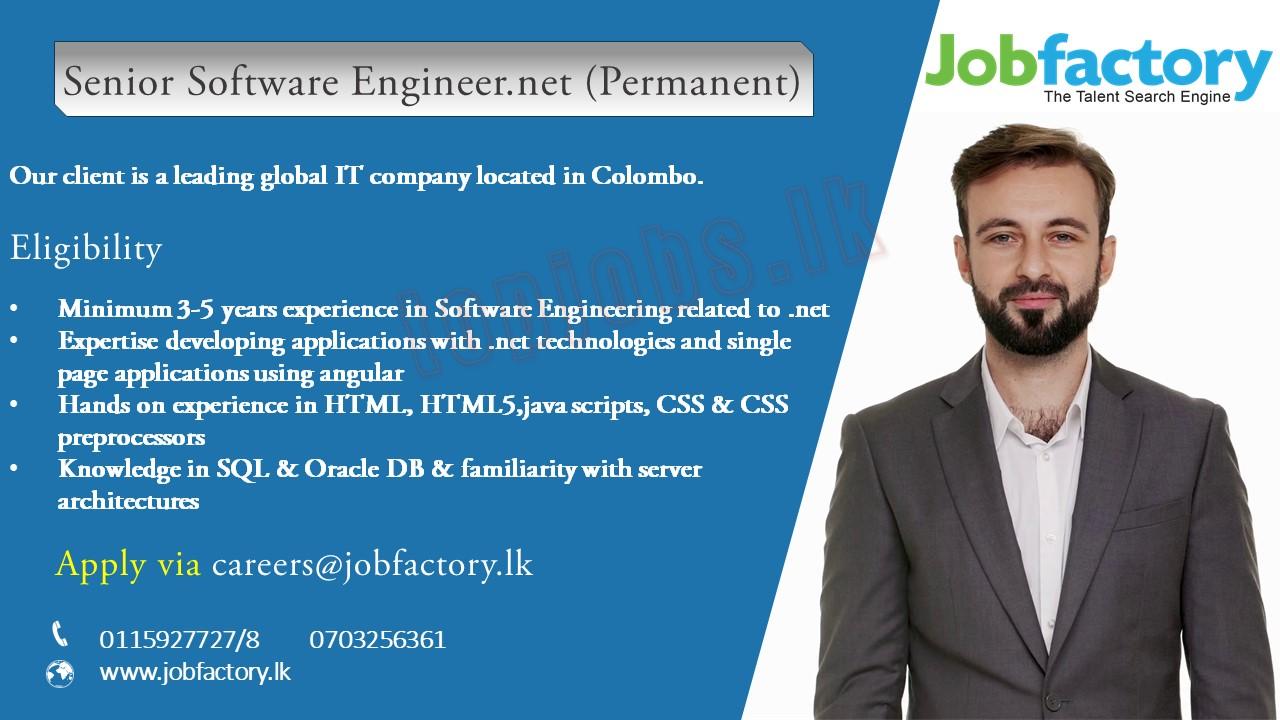 Senior Software Engineer.net (Permanent)
Jobfactory
The Talent Search Engine
Our client is a leading global IT company located in Colombo.
topjobs.lk
Eligibility
• Minimum 3-5 years experience in Software Engineering related to .net
• Expertise developing applications with .net technologies and single
page applications using angular
• Hands on experience in HTML, HTML5,java scripts, CSS & CSS
preprocessors
• Knowledge in SQL & Oracle DB & familiarity with server
architectures
Apply via careers@jobfactory.lk
0115927727/8 0703256361
www.jobfactory.lk